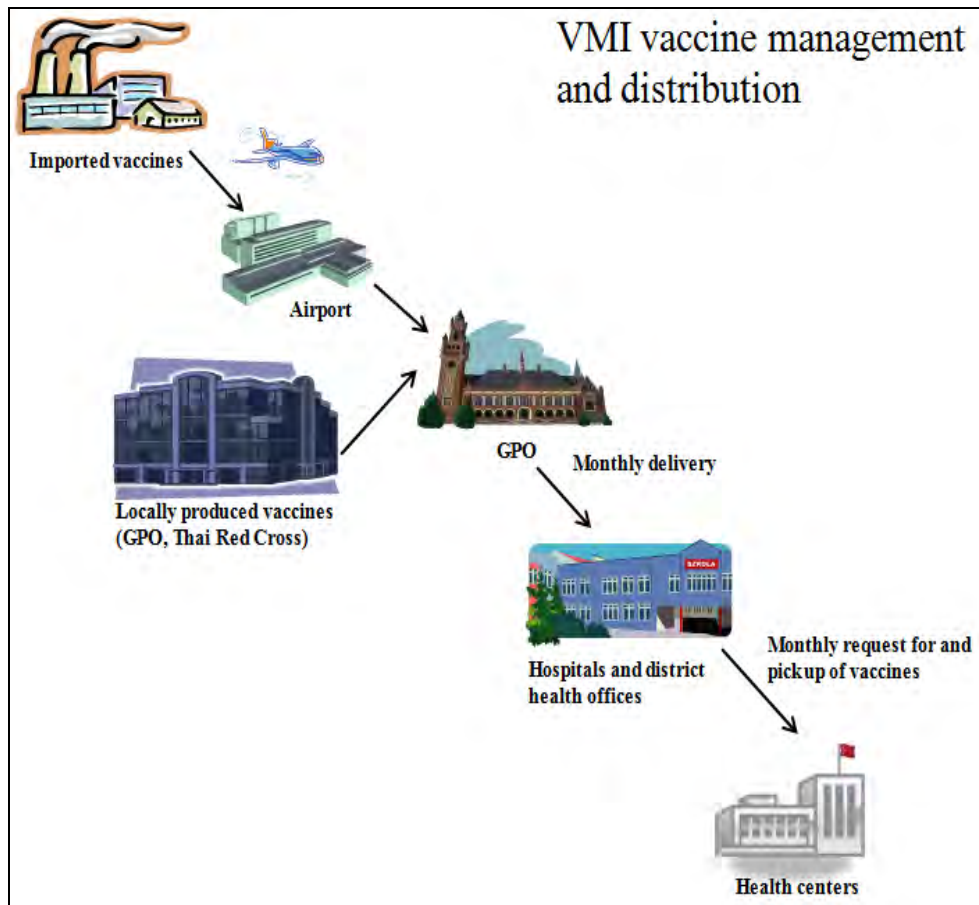 VMI vaccine management
and distribution
Imported vaccines
Airport
GPO
Monthly delivery
Locally produced vaccines
(GPO, Thai Red Cross)
Hospitals and district
health offices
Monthly request for and
pickup of vaccines
Health centers